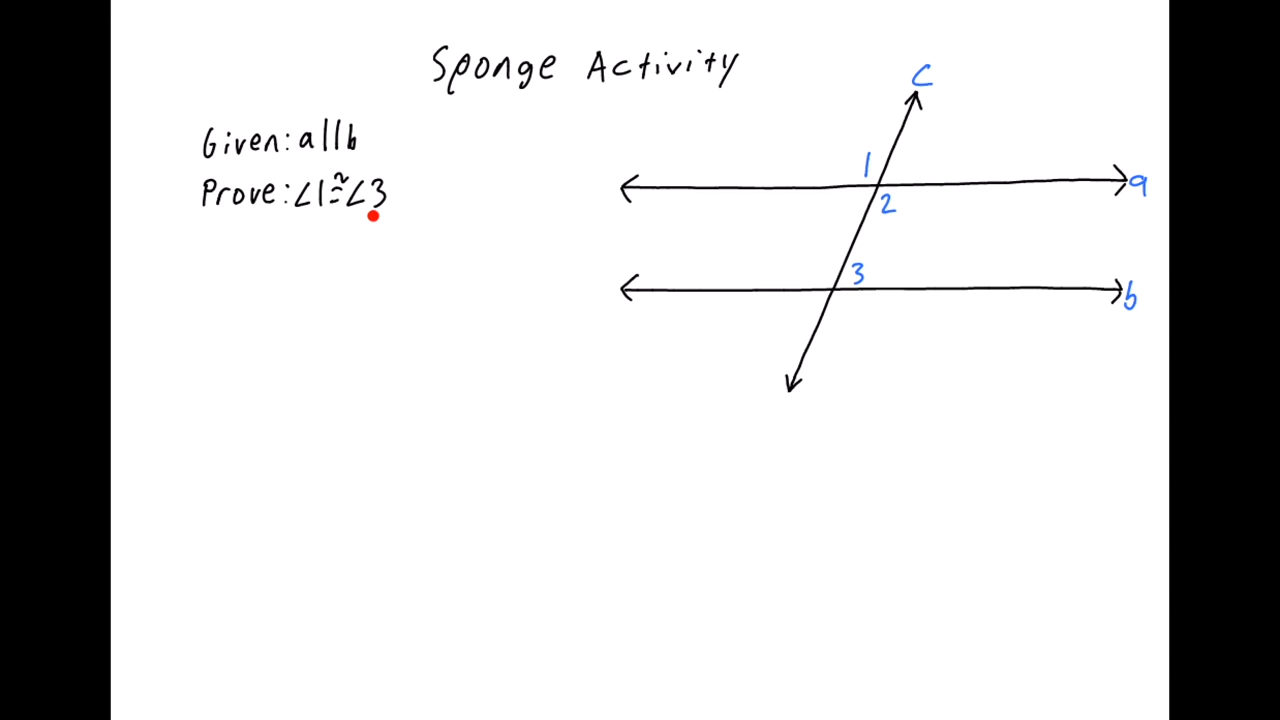 Sponge Activity
Given: a||b
Prove: ∠1≅∠3
c
1
a
2
3
b